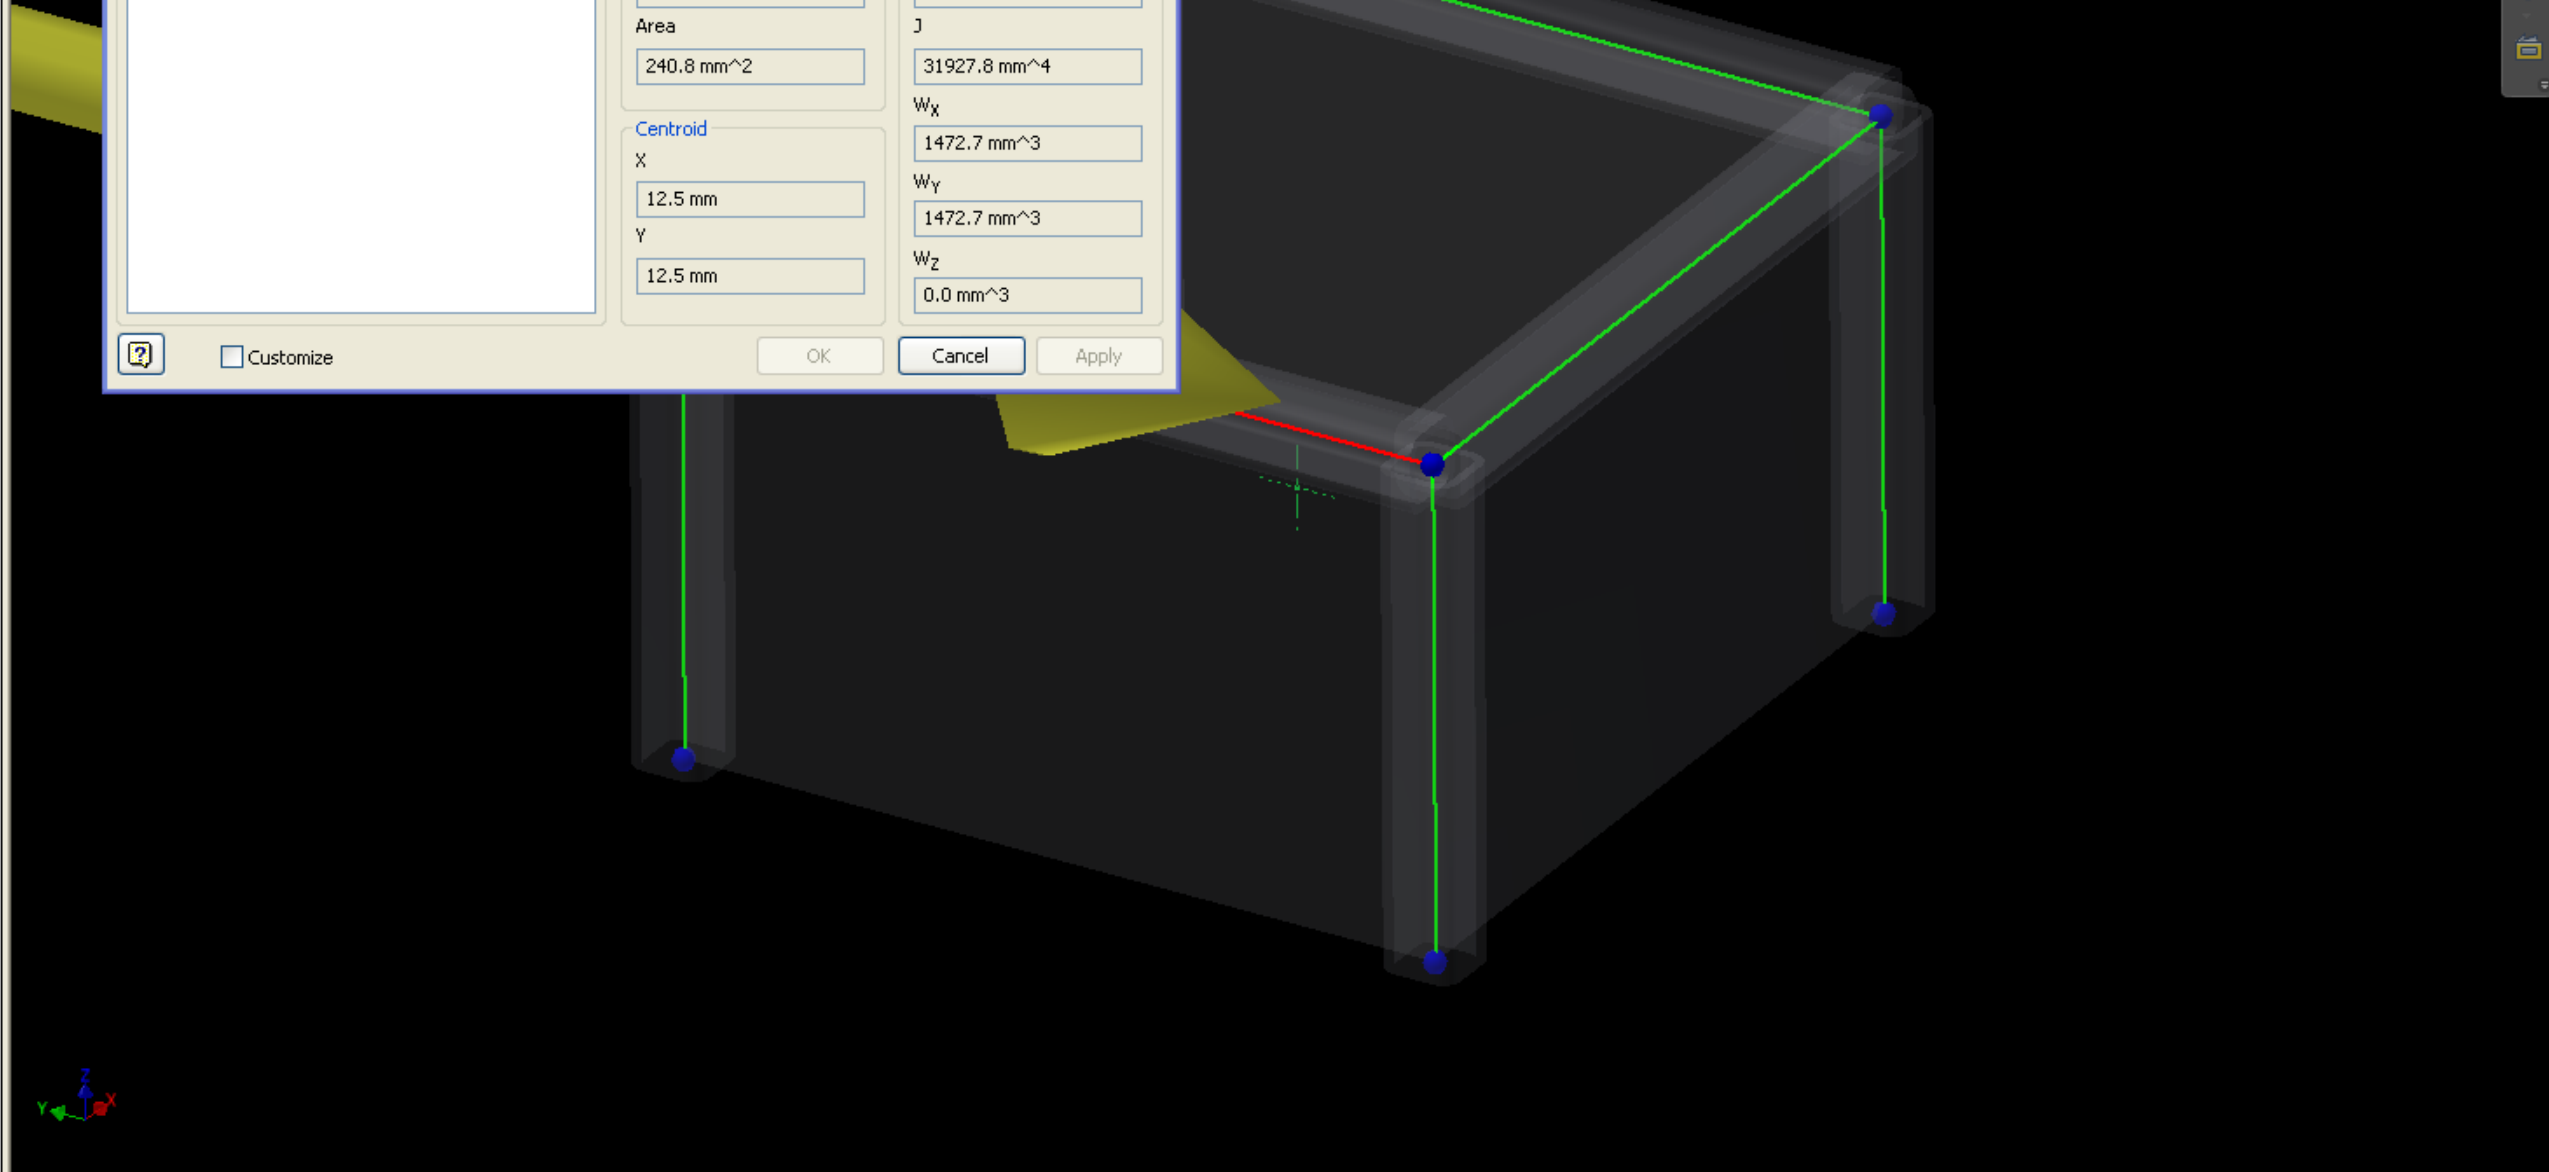 Area
240.8 mm^2
Centroid
X
12.5 mm
Y
12.5 mm
J
31927.8 mm^4
WX
1472.7 mm^3
WY
1472.7 mm^3
WZ
0.0 mm^3
?
Customize
OK
Cancel
Apply
Z
Y
X